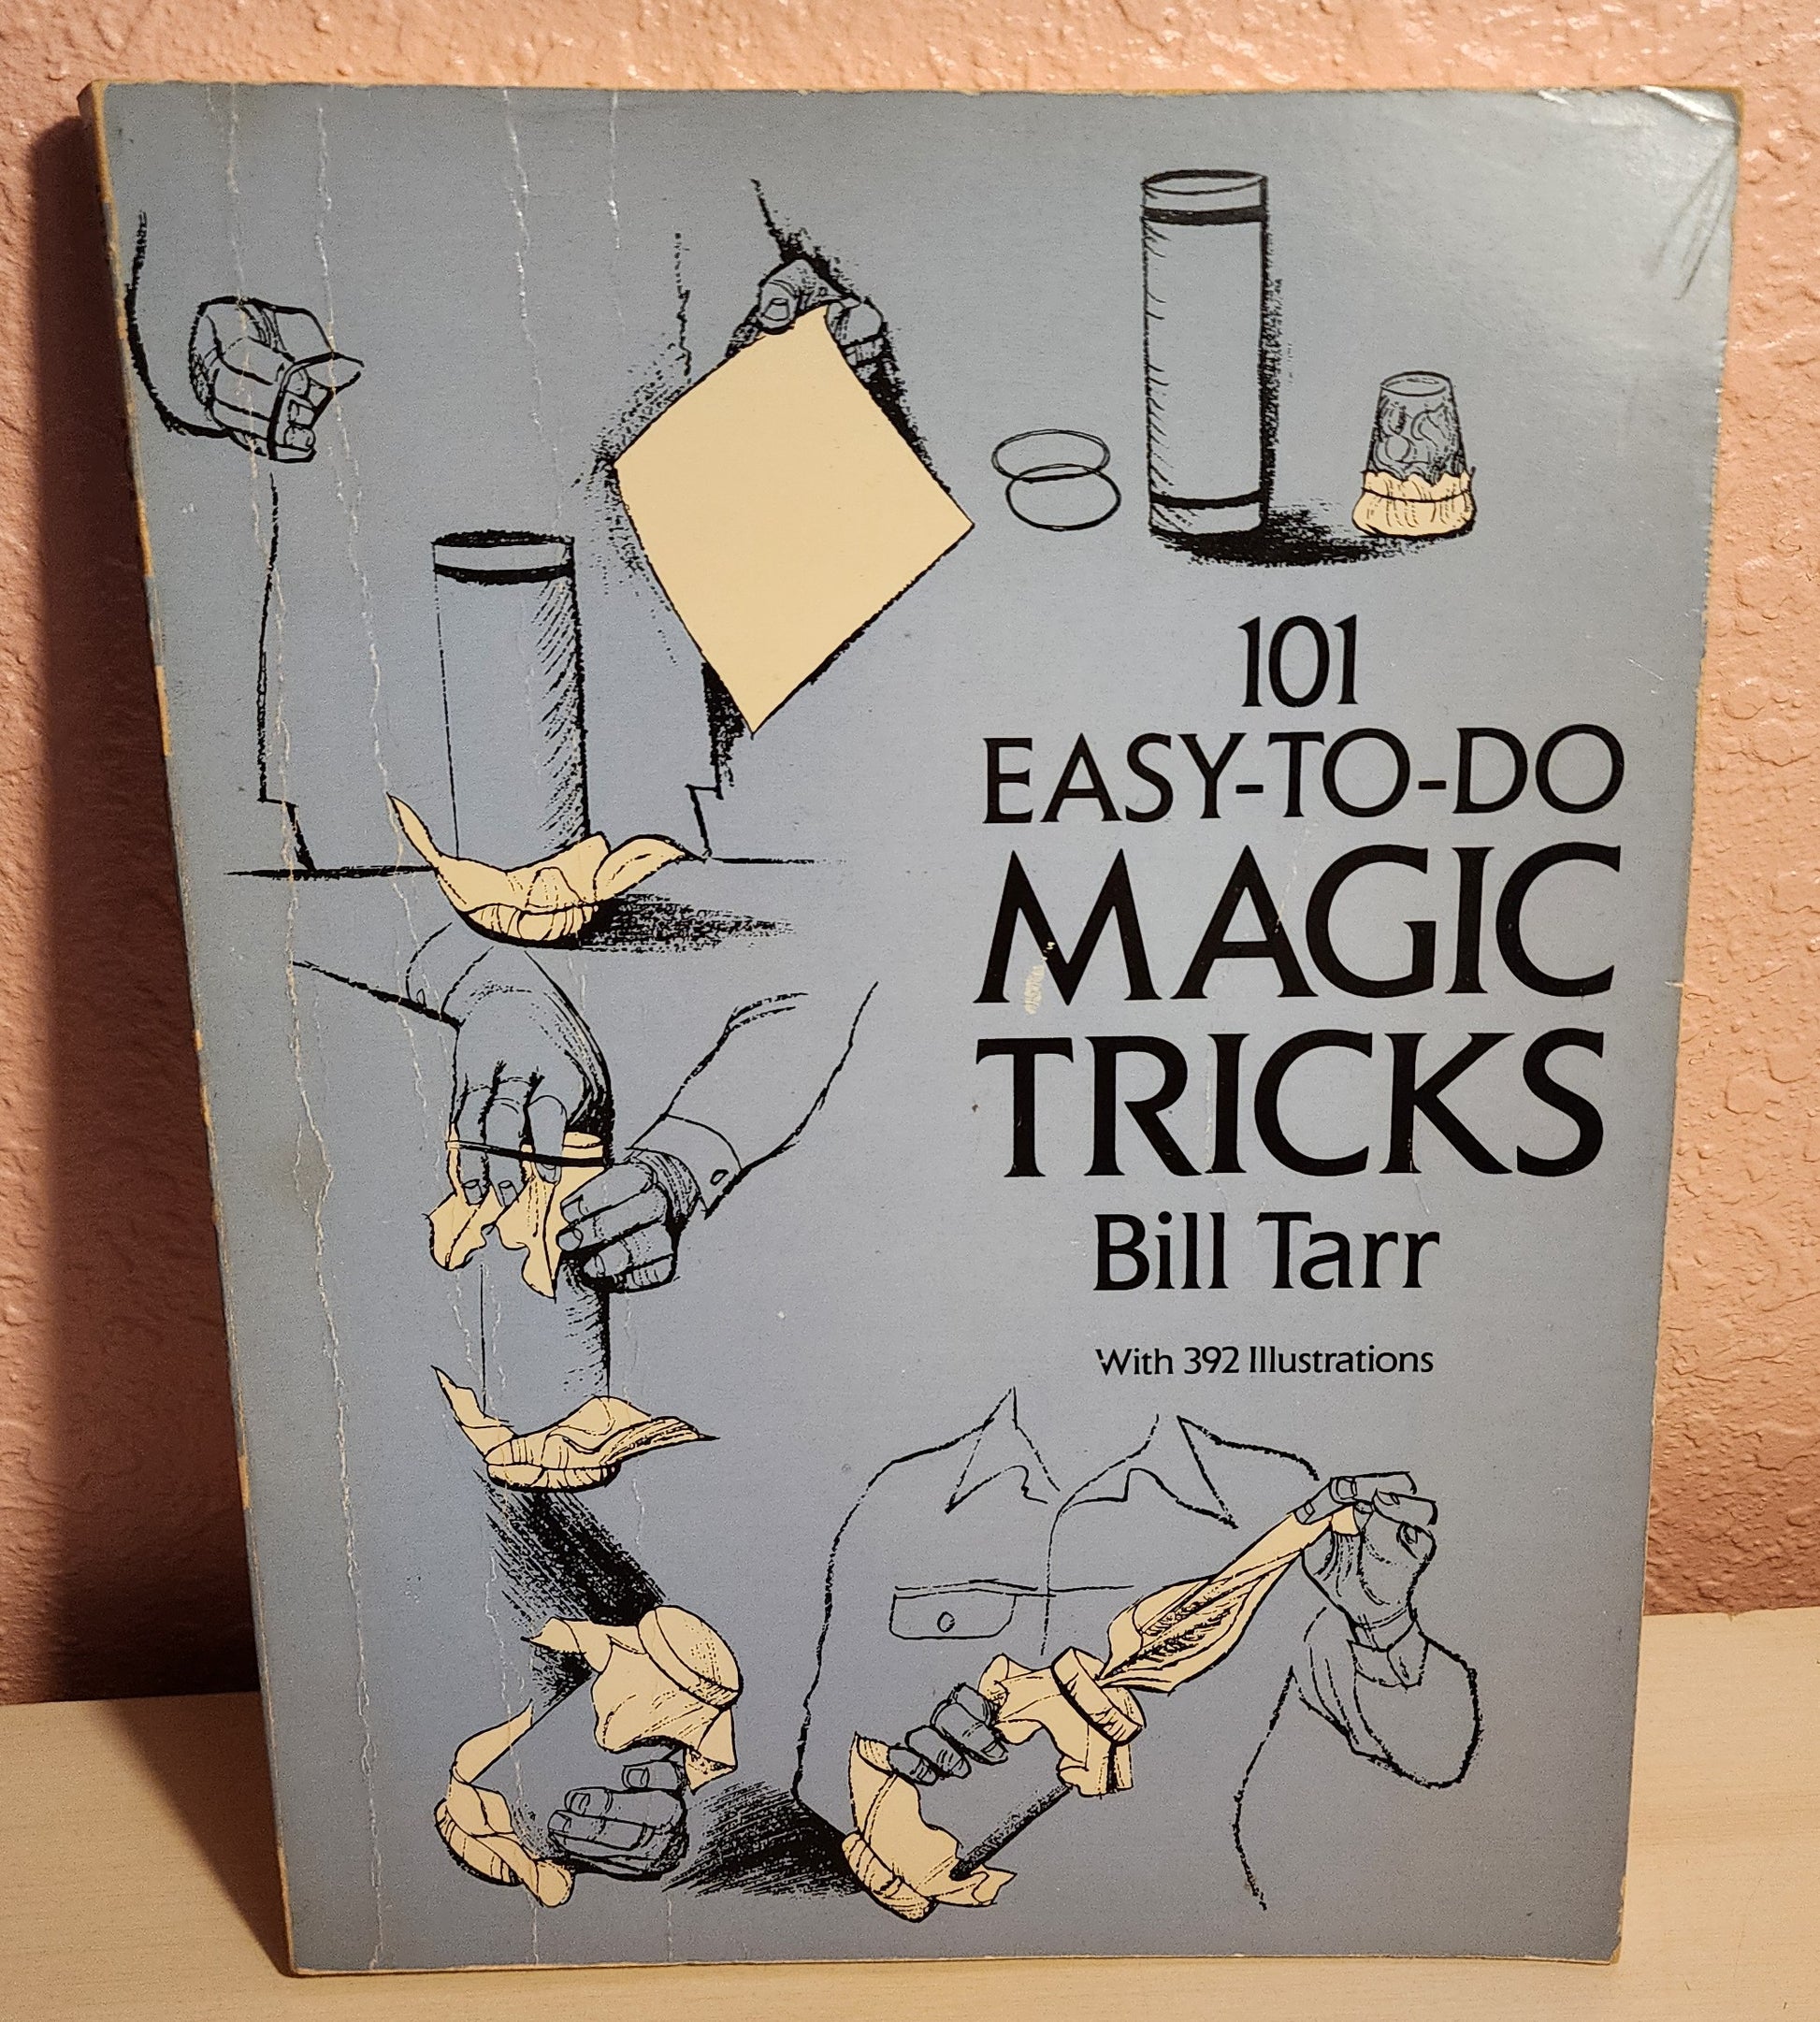 101
EASY-TO-DO
MAGIC
TRICKS
Bill Tarr
With 392 Illustrations